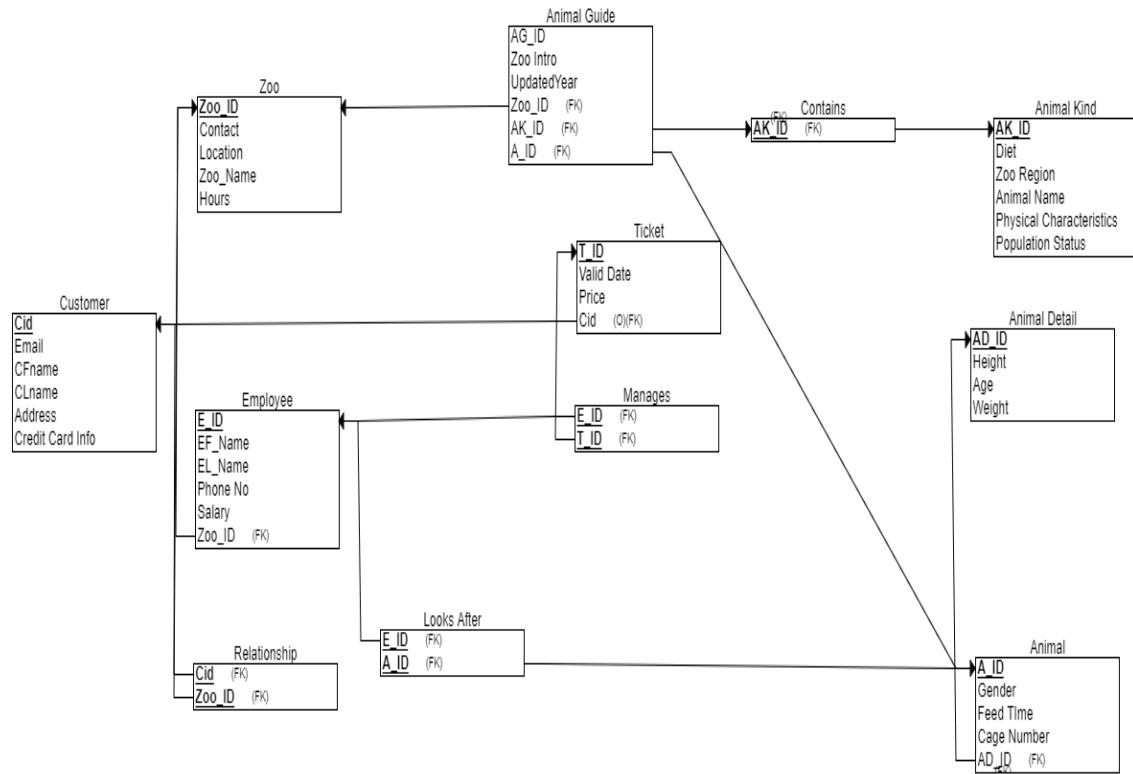 Animal Guide
AG_ID
Zoo Intro
UpdatedYear
Zoo_ID (FK)
AK_ID (FK)
A_ID (FK)
Zoo
Zoo_ID
Contact
Location
Zoo_Name
Hours
Contains
(FK)
AK_ID (FK)
Animal Kind
AK_ID
Diet
Zoo Region
Animal Name
Physical Characteristics
Population Status
Ticket
T_ID
Valid Date
Price
Cid (O)(FK)
Customer
Cid
Email
CFname
CLname
Address
Credit Card Info
Animal Detail
AD_ID
Height
Age
Weight
Employee
E_ID
EF_Name
EL_Name
Phone No
Salary
Zoo_ID (FK)
Manages
E_ID (FK)
T_ID (FK)
Looks After
E_ID (FK)
A_ID (FK)
Relationship
Cid (FK)
Zoo_ID (FK)
Animal
A_ID
Gender
Feed TIme
Cage Number
AD_ID (FK)
(FK)